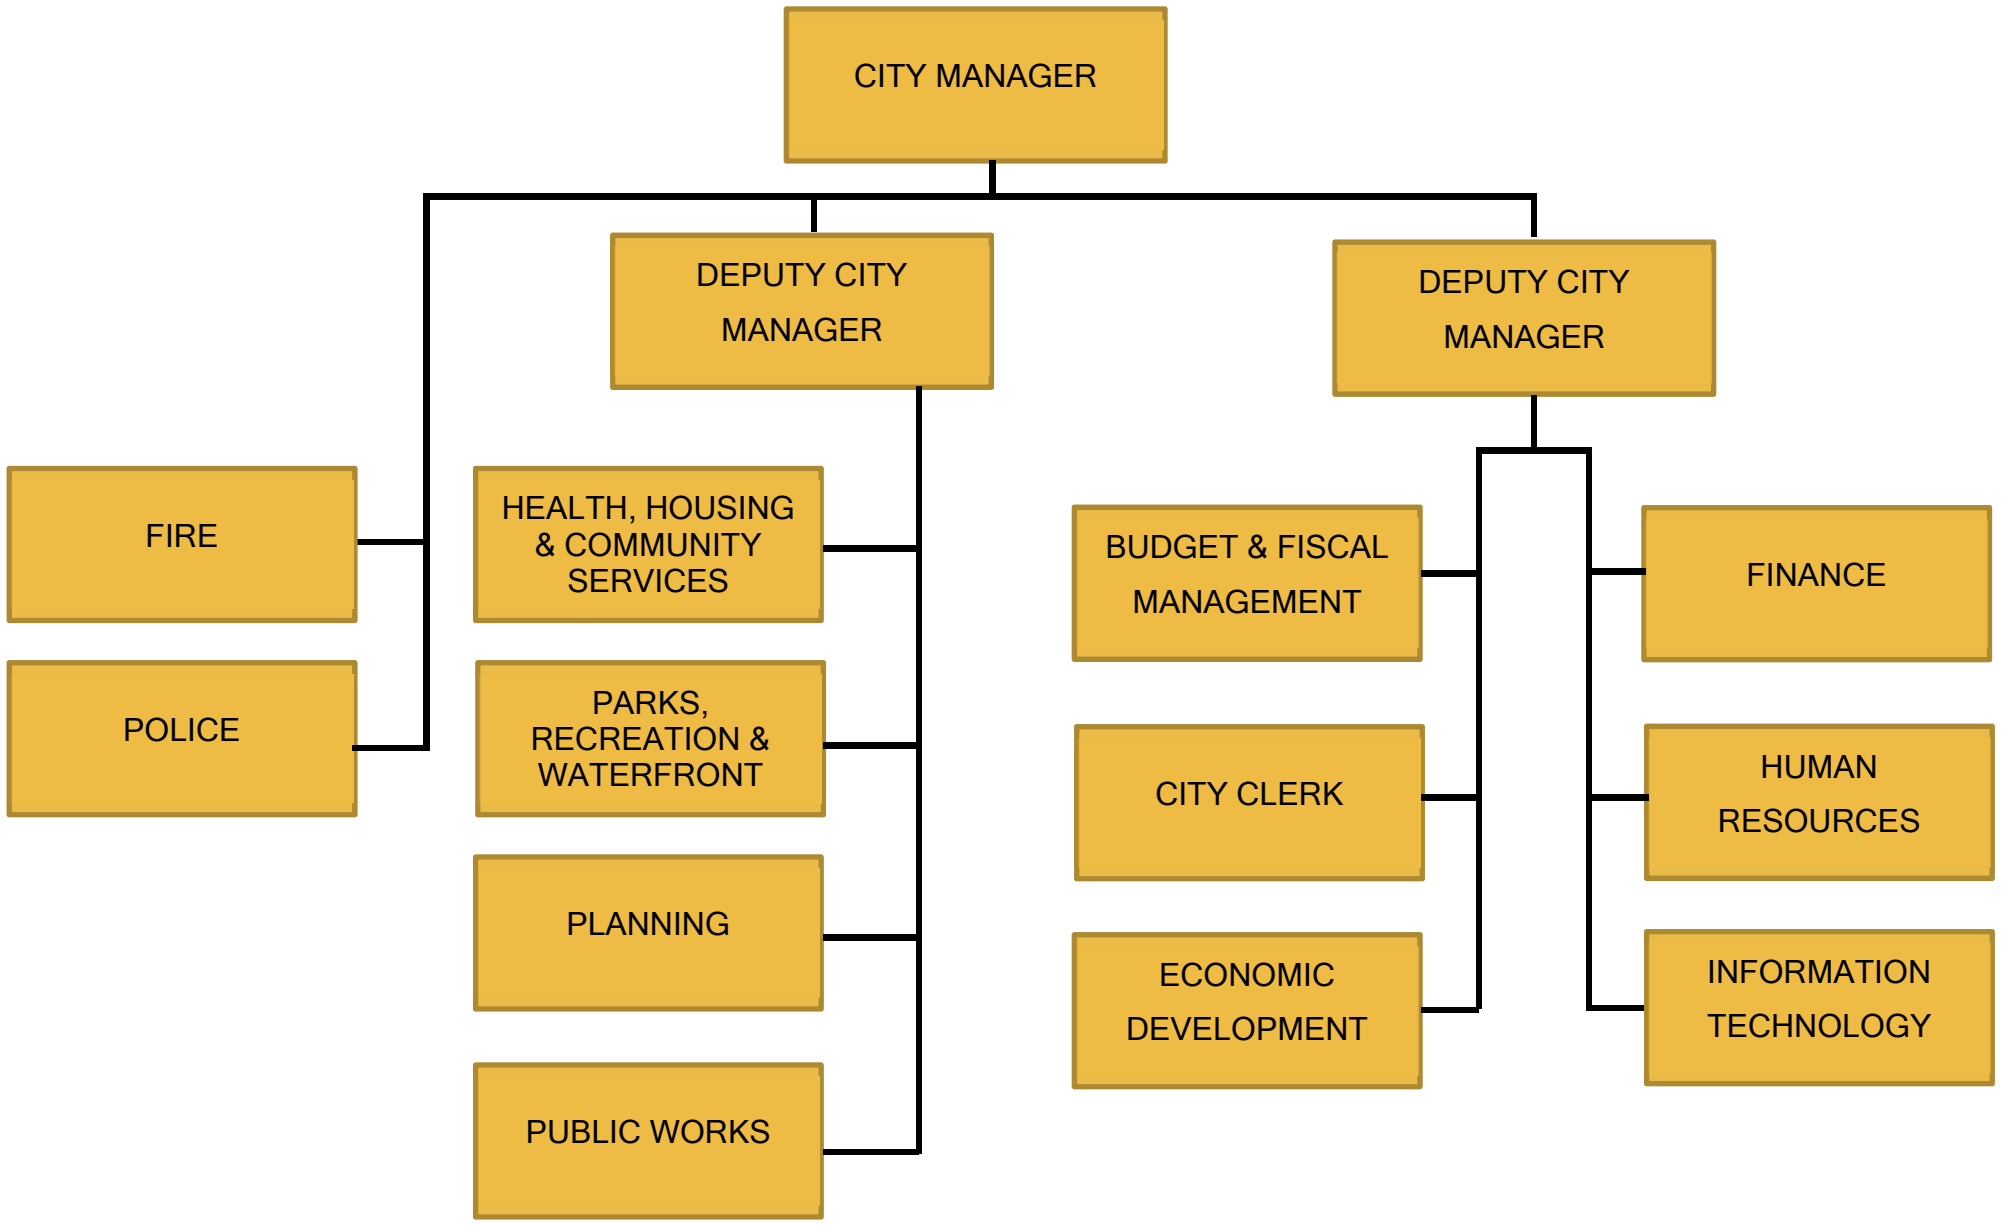 CITY MANAGER
DEPUTY CITY
MANAGER
DEPUTY CITY
MANAGER
FIRE
POLICE
HEALTH, HOUSING
& COMMUNITY
SERVICES
PARKS,
RECREATION &
WATERFRONT
PLANNING
PUBLIC WORKS
BUDGET & FISCAL
MANAGEMENT
CITY CLERK
ECONOMIC
DEVELOPMENT
FINANCE
HUMAN
RESOURCES
INFORMATION
TECHNOLOGY